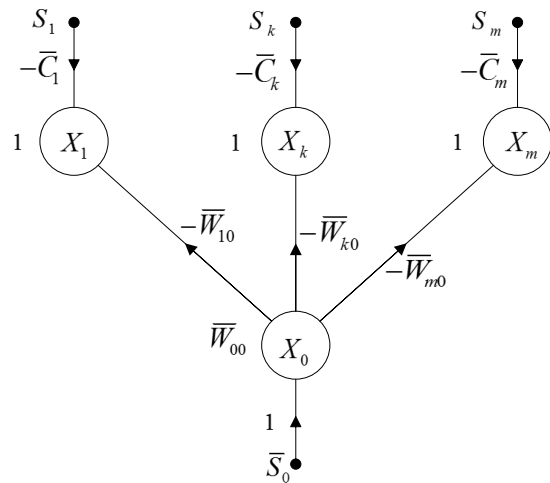 S₁ Sₖ Sₘ
−C̅₁ −C̅ₖ −C̅ₘ
1 X₁ 1 Xₖ 1 Xₘ
−W̅₁₀ −W̅ₖ₀
−W̅ₘ₀
W̅₀₀ X₀
1
S̅₀